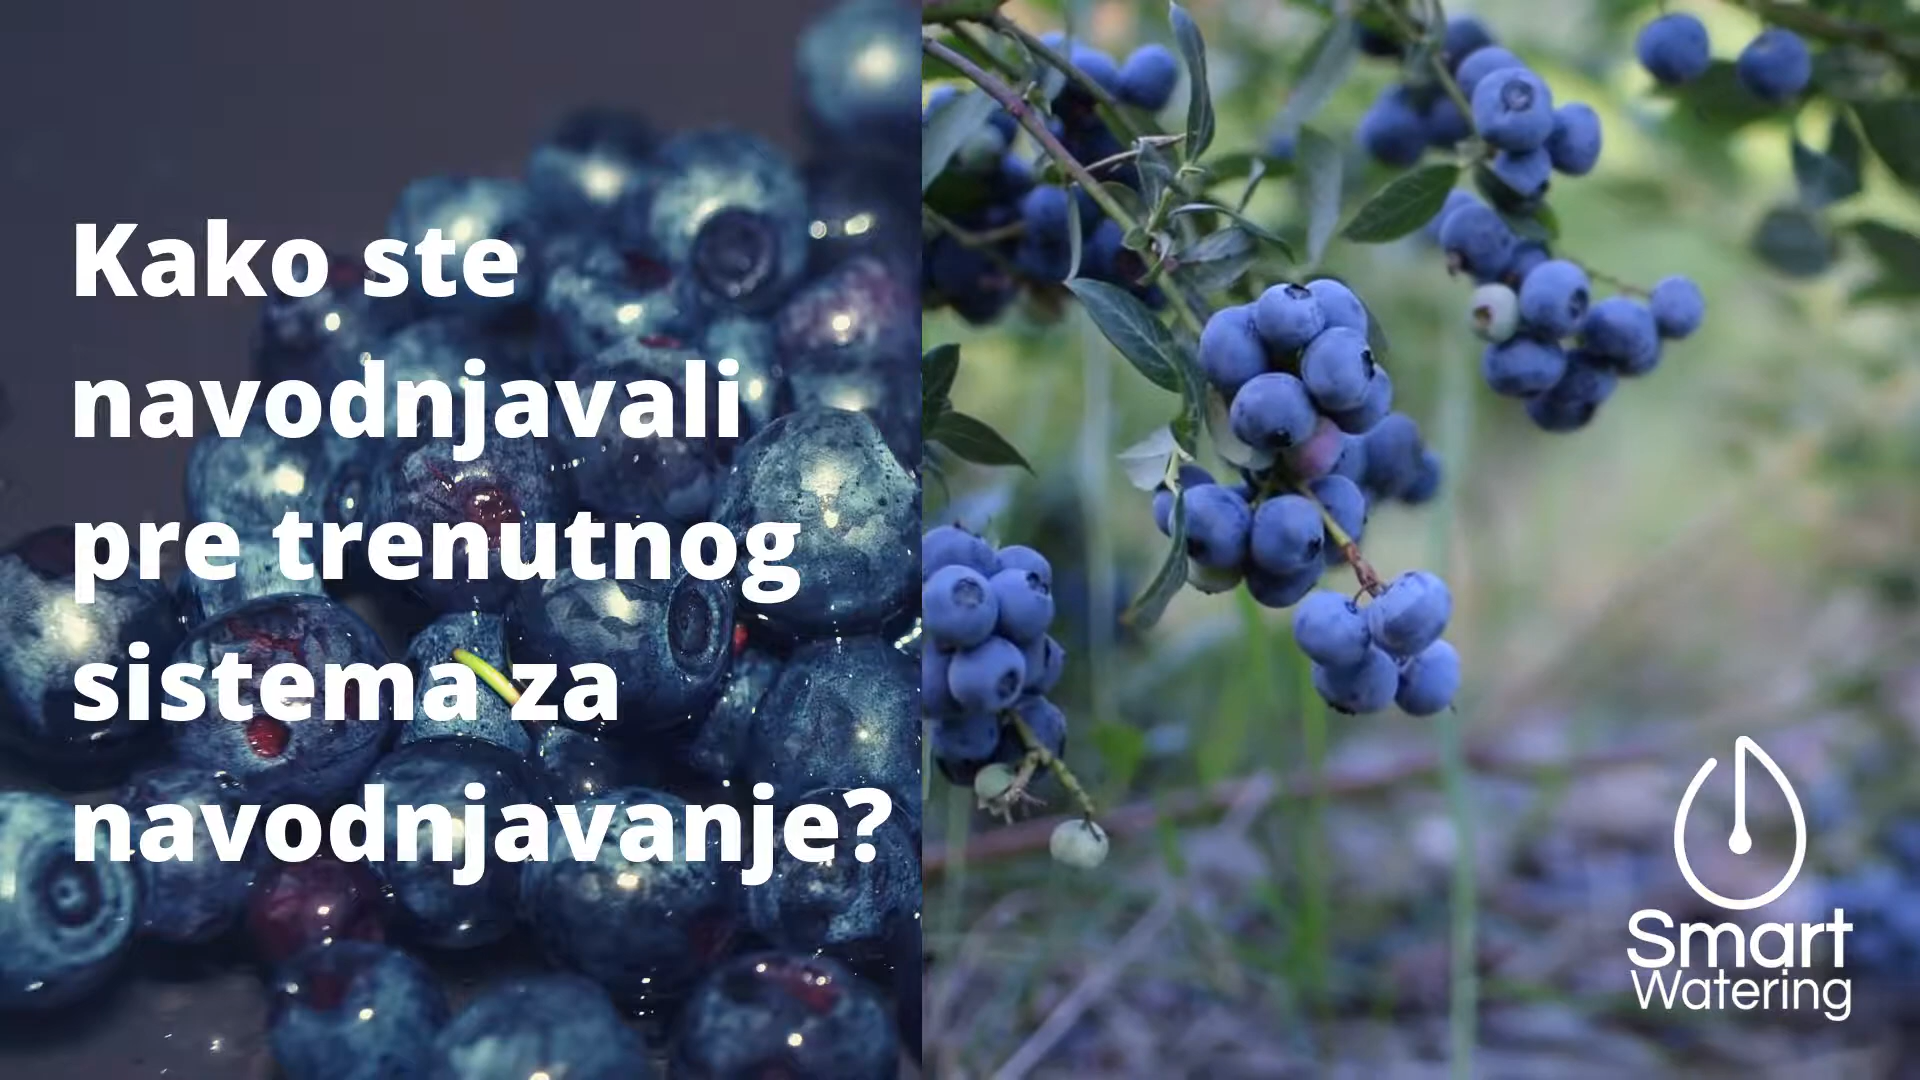 Kako ste
navodnjavali
pre trenutnog
sistema za
navodnjavanje?
Smart
Watering